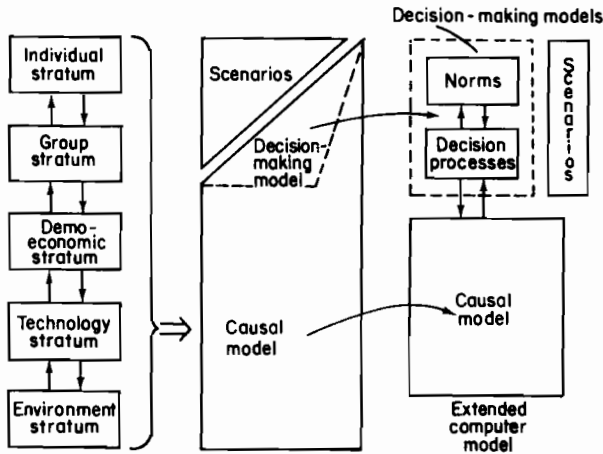 Individual
stratum
Group
stratum
Demo-
economic
stratum
Technology
stratum
Environment
stratum
Scenarios
Decision-
making
model
Causal
model
Decision - making models
Norms
Decision
processes
Scenarios
Causal
model
Extended
computer
model